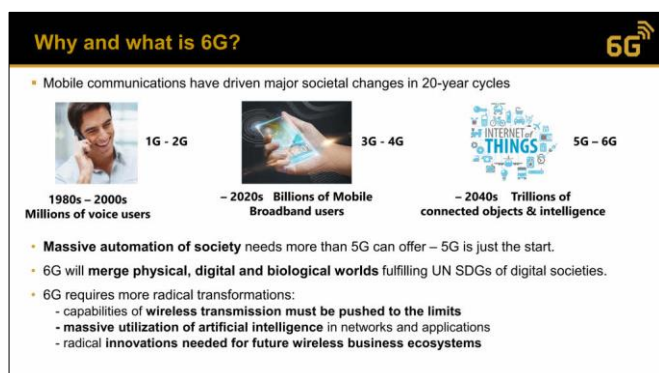 Why and what is 6G?
6G
▪ Mobile communications have driven major societal changes in 20-year cycles
1G - 2G
3G - 4G
INTERNET
OF
THINGS
5G – 6G
1980s – 2000s
Millions of voice users
– 2020s Billions of Mobile
Broadband users
– 2040s Trillions of
connected objects & intelligence
• Massive automation of society needs more than 5G can offer – 5G is just the start.
• 6G will merge physical, digital and biological worlds fulfilling UN SDGs of digital societies.
• 6G requires more radical transformations:
- capabilities of wireless transmission must be pushed to the limits
- massive utilization of artificial intelligence in networks and applications
- radical innovations needed for future wireless business ecosystems